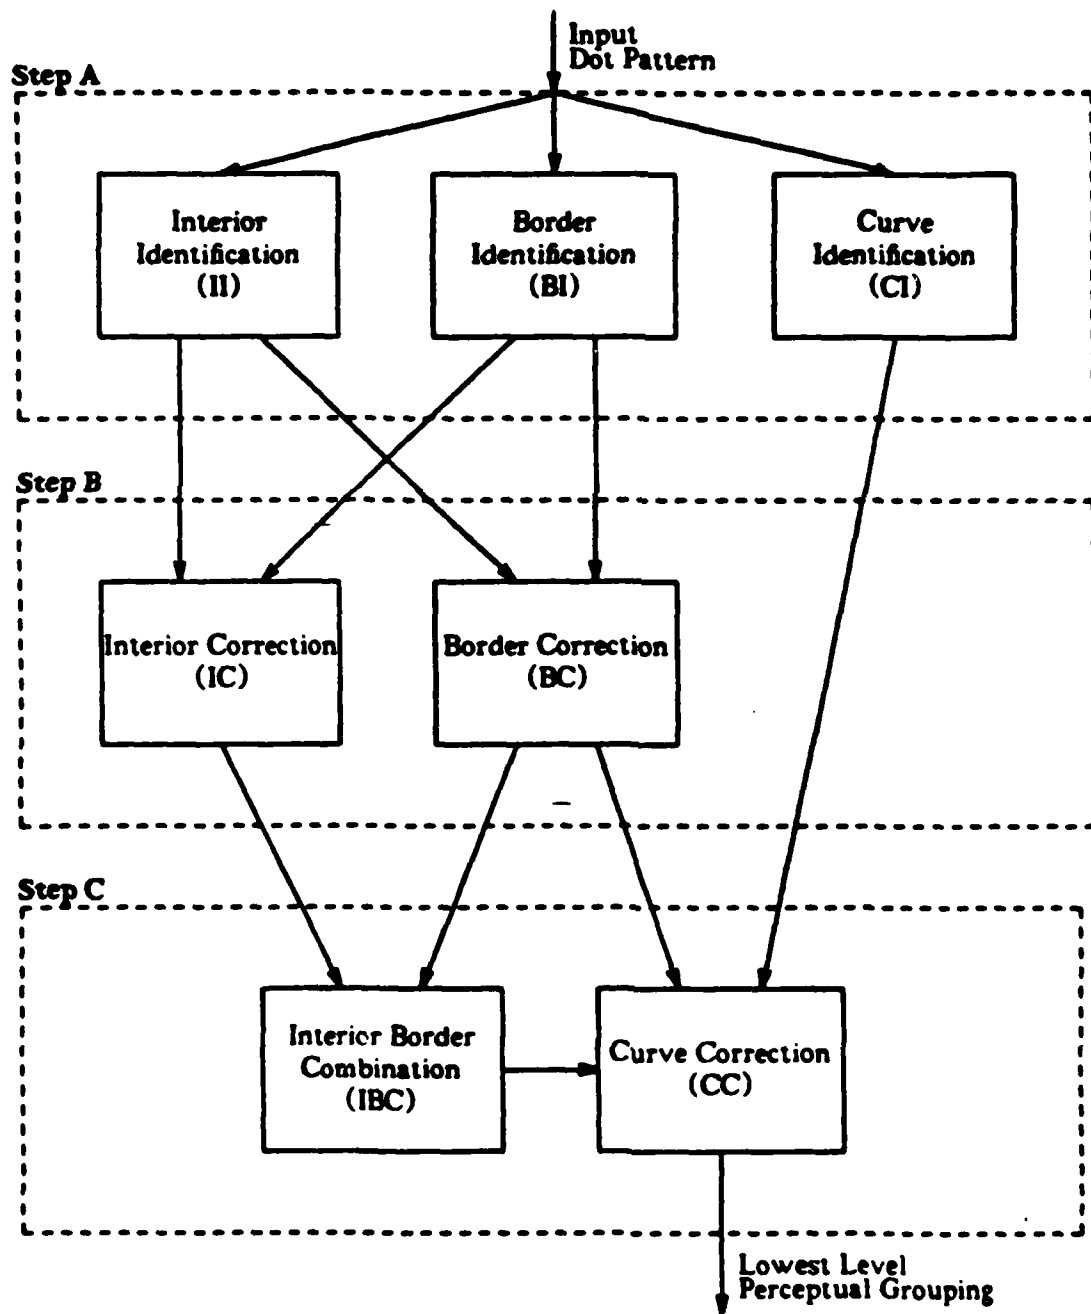 Input
Dot Pattern
Step A
Interior
Identification
(II)
Border
Identification
(BI)
Curve
Identification
(CI)
Step B
Interior Correction
(IC)
Border Correction
(BC)
Step C
Interior Border
Combination
(IBC)
Curve Correction
(CC)
Lowest Level
Perceptual Grouping